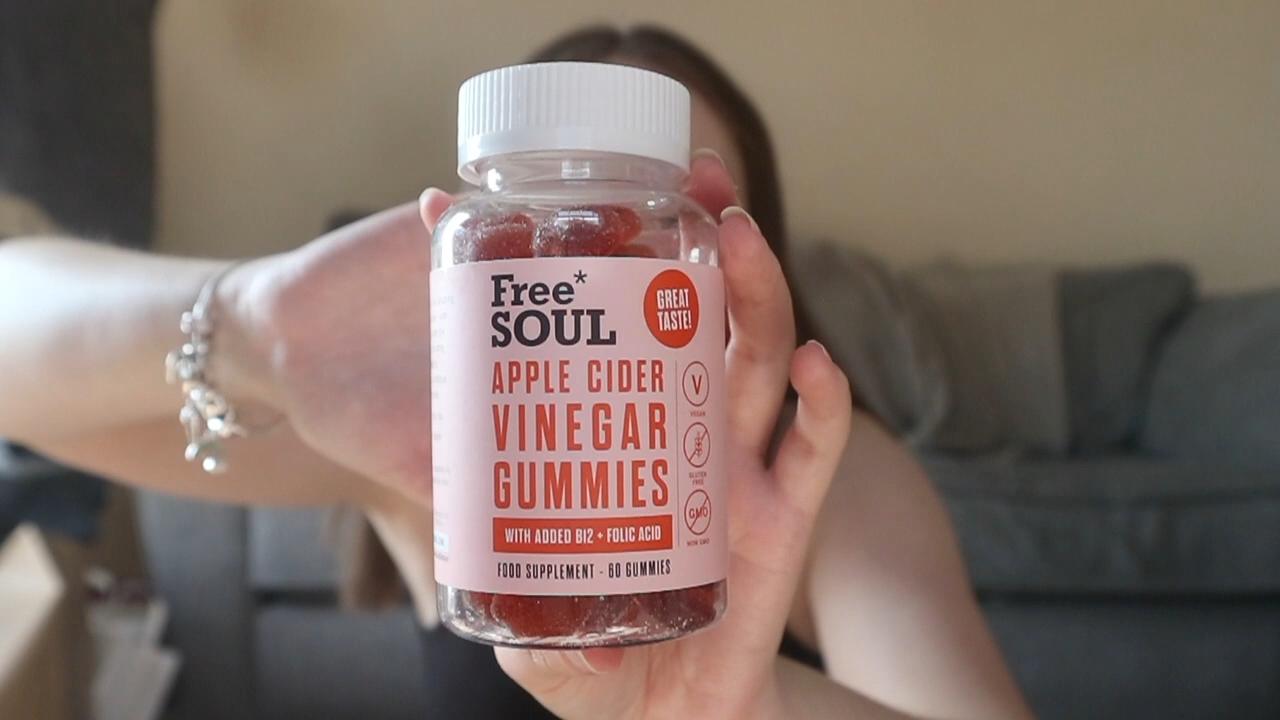 Free*
SOUL
GREAT
TASTE!
APPLE CIDER
VINEGAR
GUMMIES
V
VEGAN
GLUTEN
FREE
GMO
NON GMO
WITH ADDED B12 + FOLIC ACID
FOOD SUPPLEMENT - 60 GUMMIES